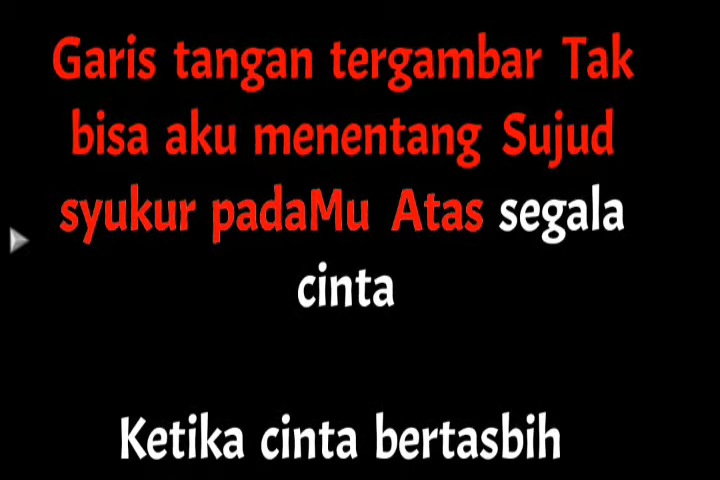 Garis tangan tergambar Tak
bisa aku menentang Sujud
syukur padaMu Atas segala
cinta
Ketika cinta bertasbih